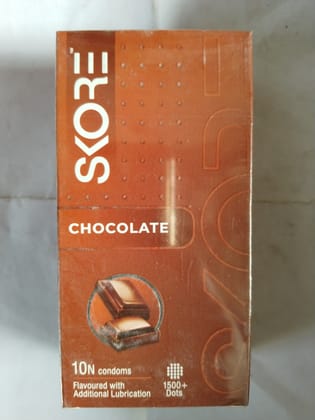 SKORE
CHOCOLATE
10N condoms
Flavoured with
Additional Lubrication
1500+
Dots